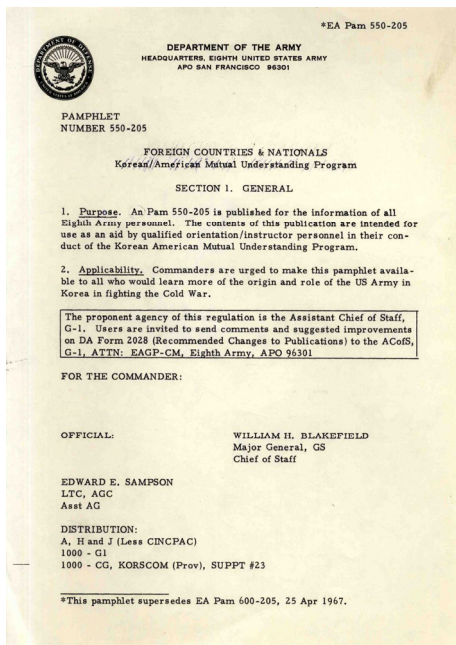 *EA Pam 550-205
DEPARTMENT OF THE ARMY
HEADQUARTERS, EIGHTH UNITED STATES ARMY
APO SAN FRANCISCO 96301
PAMPHLET
NUMBER 550-205
FOREIGN COUNTRIES & NATIONALS
Korean/American Mutual Understanding Program
SECTION 1. GENERAL
1. Purpose. An Pam 550-205 is published for the information of all
Eighth Army personnel. The contents of this publication are intended for
use as an aid by qualified orientation/instructor personnel in their con-
duct of the Korean American Mutual Understanding Program.
2. Applicability. Commanders are urged to make this pamphlet availa-
ble to all who would learn more of the origin and role of the US Army in
Korea in fighting the Cold War.
The proponent agency of this regulation is the Assistant Chief of Staff,
G-1. Users are invited to send comments and suggested improvements
on DA Form 2028 (Recommended Changes to Publications) to the ACofS,
G-1, ATTN: EAGP-CM, Eighth Army, APO 96301
FOR THE COMMANDER:
OFFICIAL:
WILLIAM H. BLAKEFIELD
Major General, GS
Chief of Staff
EDWARD E. SAMPSON
LTC, AGC
Asst AG
DISTRIBUTION:
A, H and J (Less CINCPAC)
1000 - G1
1000 - CG, KORSCOM (Prov), SUPPT #23
*This pamphlet supersedes EA Pam 600-205, 25 Apr 1967.